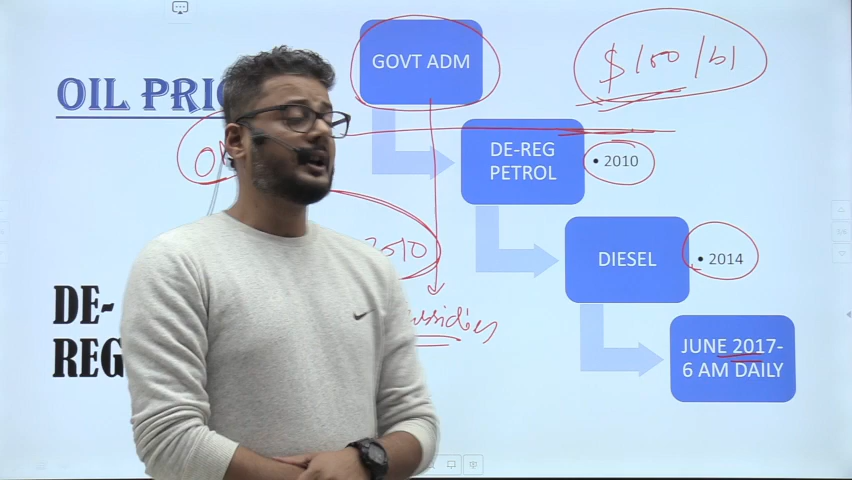 GOVT ADM
$100/bl
OIL PRIC
DE-REG
PETROL
• 2010
2010
DIESEL
• 2014
DE-
REG
JUNE 2017-
6 AM DAILY